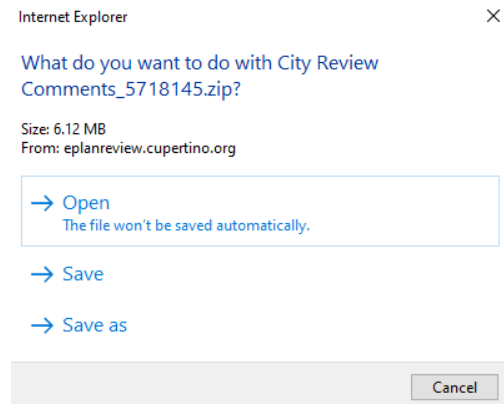 Internet Explorer
What do you want to do with City Review
Comments_5718145.zip?
Size: 6.12 MB
From: eplanreview.cupertino.org
Open
The file won't be saved automatically.
Save
Save as
Cancel